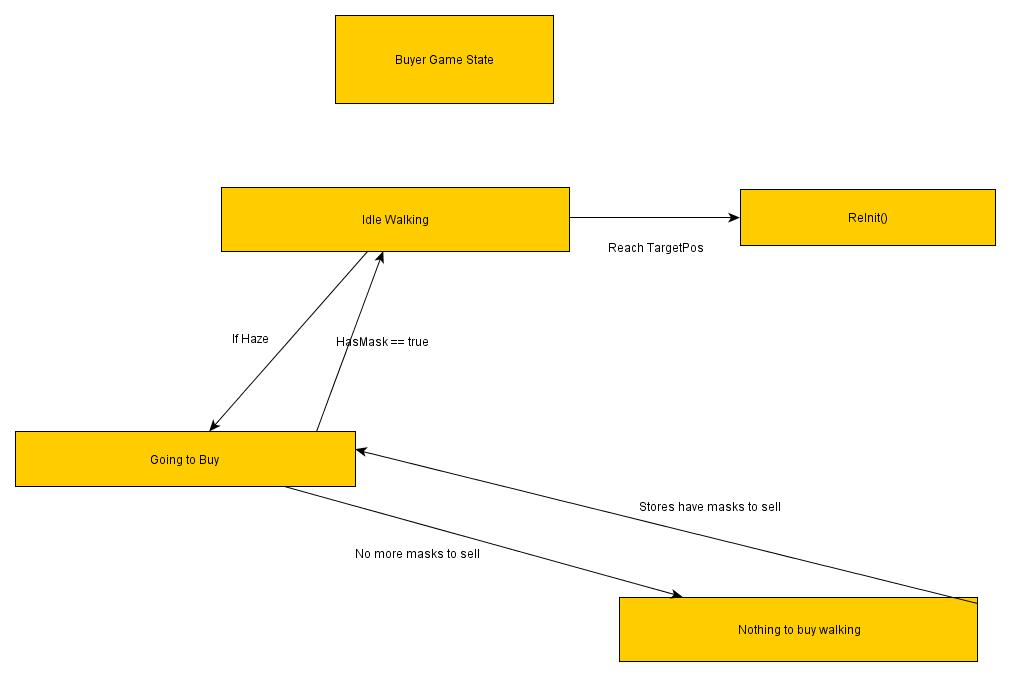 Buyer Game State
Idle Walking
ReInit()
Reach TargetPos
If Haze
HasMask == true
Going to Buy
Stores have masks to sell
No more masks to sell
Nothing to buy walking